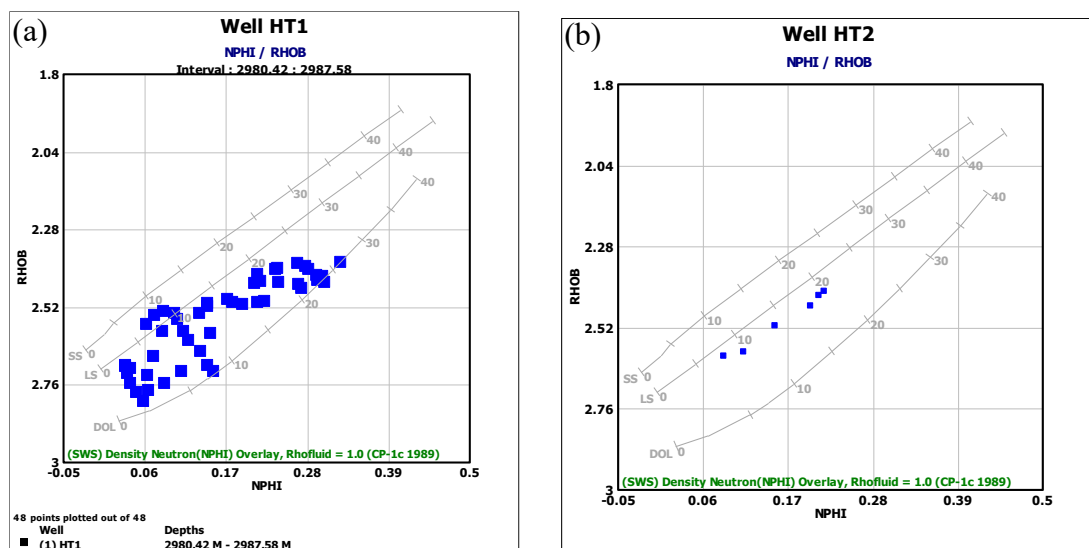 (a)
Well HT1
NPHI / RHOB
Interval : 2980.42 : 2987.58
1.8
2.04
2.28
2.52
2.76
3
RHOB
40
40
40
30
30
30
20
20
20
10
10
10
SS 0
LS 0
DOL 0
(SWS) Density Neutron(NPHI) Overlay, Rhofluid = 1.0 (CP-1c 1989)
-0.05 0.06 0.17 0.28 0.39 0.5
NPHI
48 points plotted out of 48
Well Depths
(1) HT1 2980.42 M - 2987.58 M
(b)
Well HT2
NPHI / RHOB
1.8
2.04
2.28
2.52
2.76
3
RHOB
40
40
40
30
30
30
20
20
20
10
10
10
SS 0
LS 0
DOL 0
(SWS) Density Neutron(NPHI) Overlay, Rhofluid = 1.0 (CP-1c 1989)
-0.05 0.06 0.17 0.28 0.39 0.5
NPHI